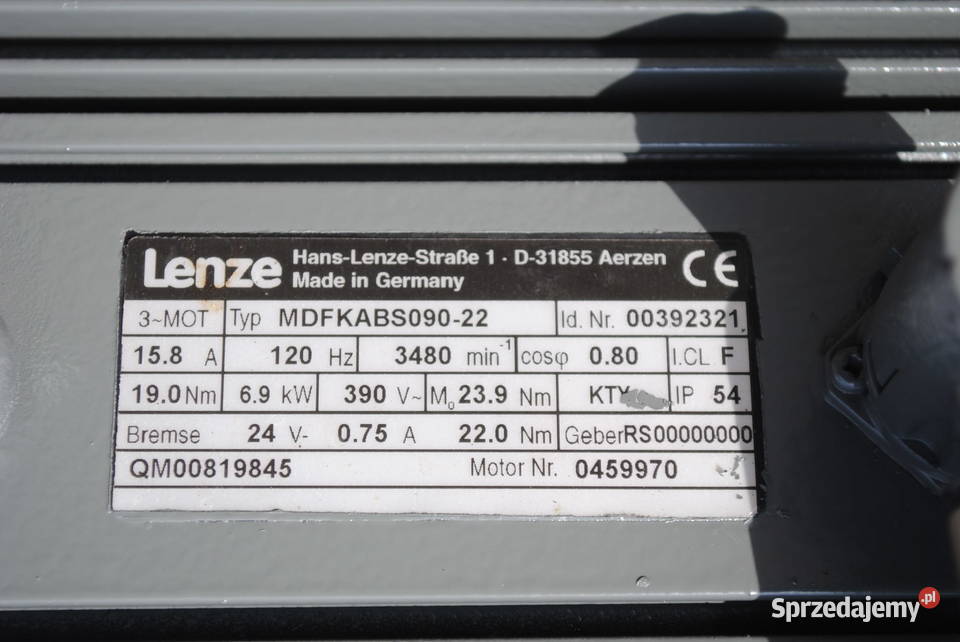 Lenze Hans-Lenze-Straße 1 · D-31855 Aerzen
Made in Germany CE
3~MOT Typ MDFKABS090-22 Id. Nr. 00392321
15.8 A 120 Hz 3480 min⁻¹ cosφ 0.80 I.CL F
19.0 Nm 6.9 kW 390 V~ M₀ 23.9 Nm IP 54
Bremse 24 V- 0.75 A 22.0 Nm Geber RS00000000
QM00819845 Motor Nr. 0459970
Sprzedajemy.pl